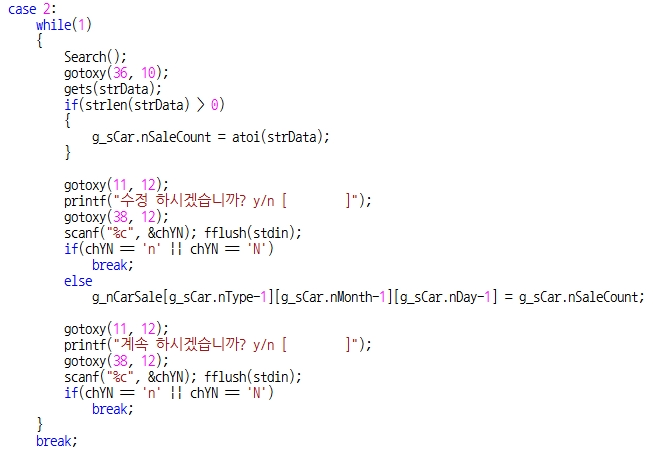 case 2:
    while(1)
    {
        Search();
        gotoxy(36, 10);
        gets(strData);
        if(strlen(strData) > 0)
        {
            g_sCar.nSaleCount = atoi(strData);
        }

        gotoxy(11, 12);
        printf("수정 하시겠습니까? y/n [        ]");
        gotoxy(38, 12);
        scanf("%c", &chYN); fflush(stdin);
        if(chYN == 'n' || chYN == 'N')
            break;
        else
            g_nCarSale[g_sCar.nType-1][g_sCar.nMonth-1][g_sCar.nDay-1] = g_sCar.nSaleCount;

        gotoxy(11, 12);
        printf("계속 하시겠습니까? y/n [        ]");
        gotoxy(38, 12);
        scanf("%c", &chYN); fflush(stdin);
        if(chYN == 'n' || chYN == 'N')
            break;
    }
    break;